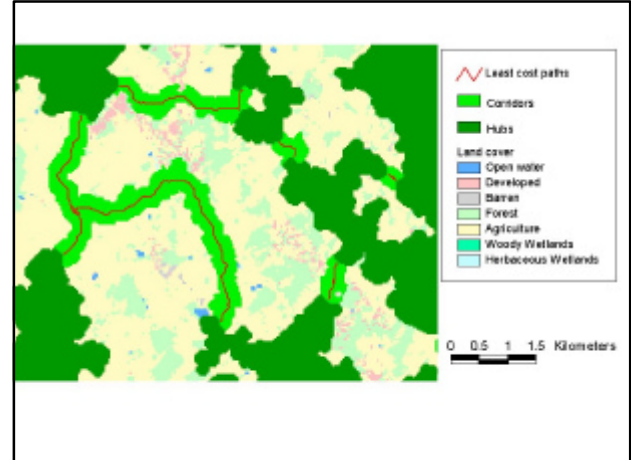 Least cost paths
Corridors
Hubs
Land cover
Open water
Developed
Barren
Forest
Agriculture
Woody Wetlands
Herbaceous Wetlands
0 0.5 1 1.5 Kilometers